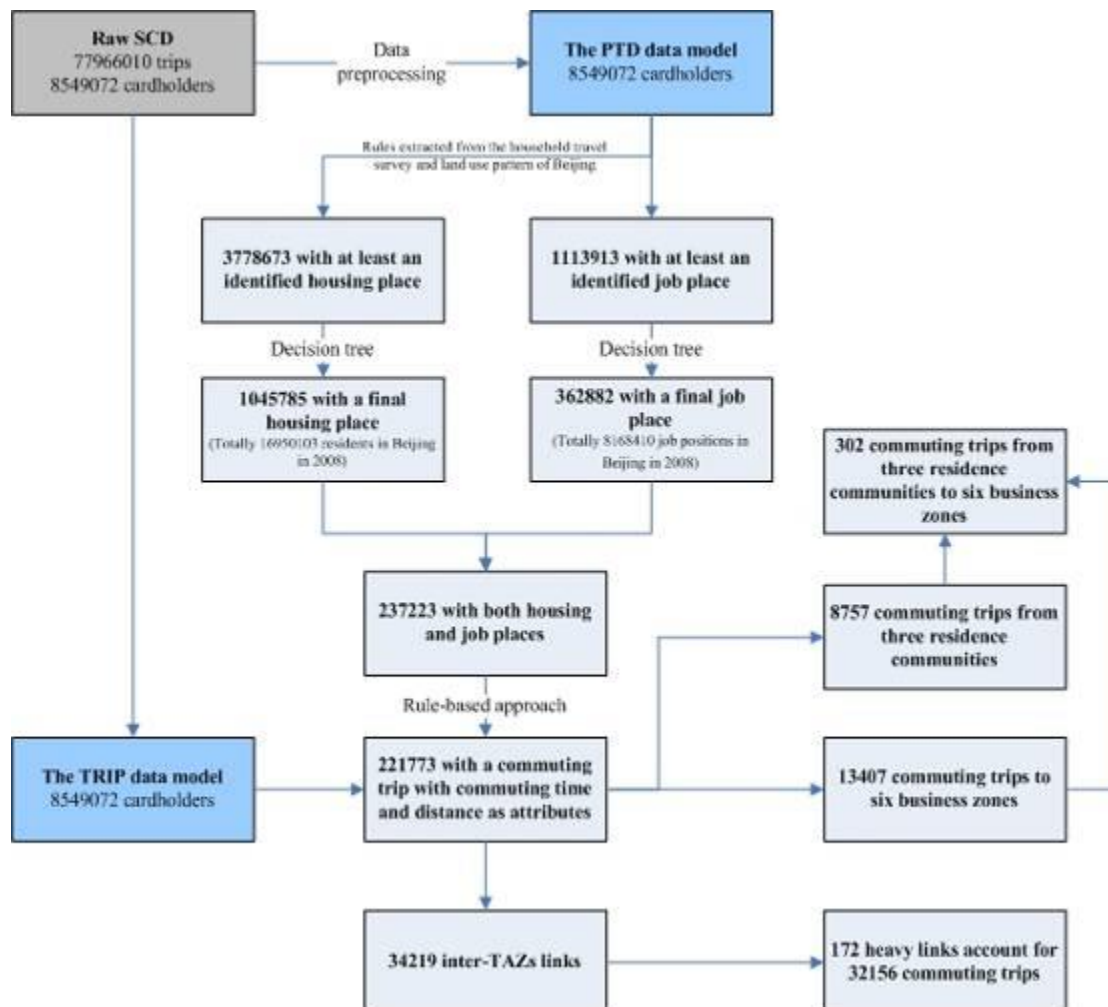 Raw SCD
77966010 trips
8549072 cardholders
Data
preprocessing
The PTD data model
8549072 cardholders
Rules extracted from the household travel
survey and land use pattern of Beijing
3778673 with at least an
identified housing place
1113913 with at least an
identified job place
Decision tree
Decision tree
1045785 with a final
housing place
(Totally 16950103 residents in Beijing
in 2008)
362882 with a final job
place
(Totally 8168410 job positions in
Beijing in 2008)
302 commuting trips from
three residence
communities to six business
zones
237223 with both housing
and job places
8757 commuting trips from
three residence
communities
Rule-based approach
The TRIP data model
8549072 cardholders
221773 with a commuting
trip with commuting time
and distance as attributes
13407 commuting trips to
six business zones
34219 inter-TAZs links
172 heavy links account for
32156 commuting trips